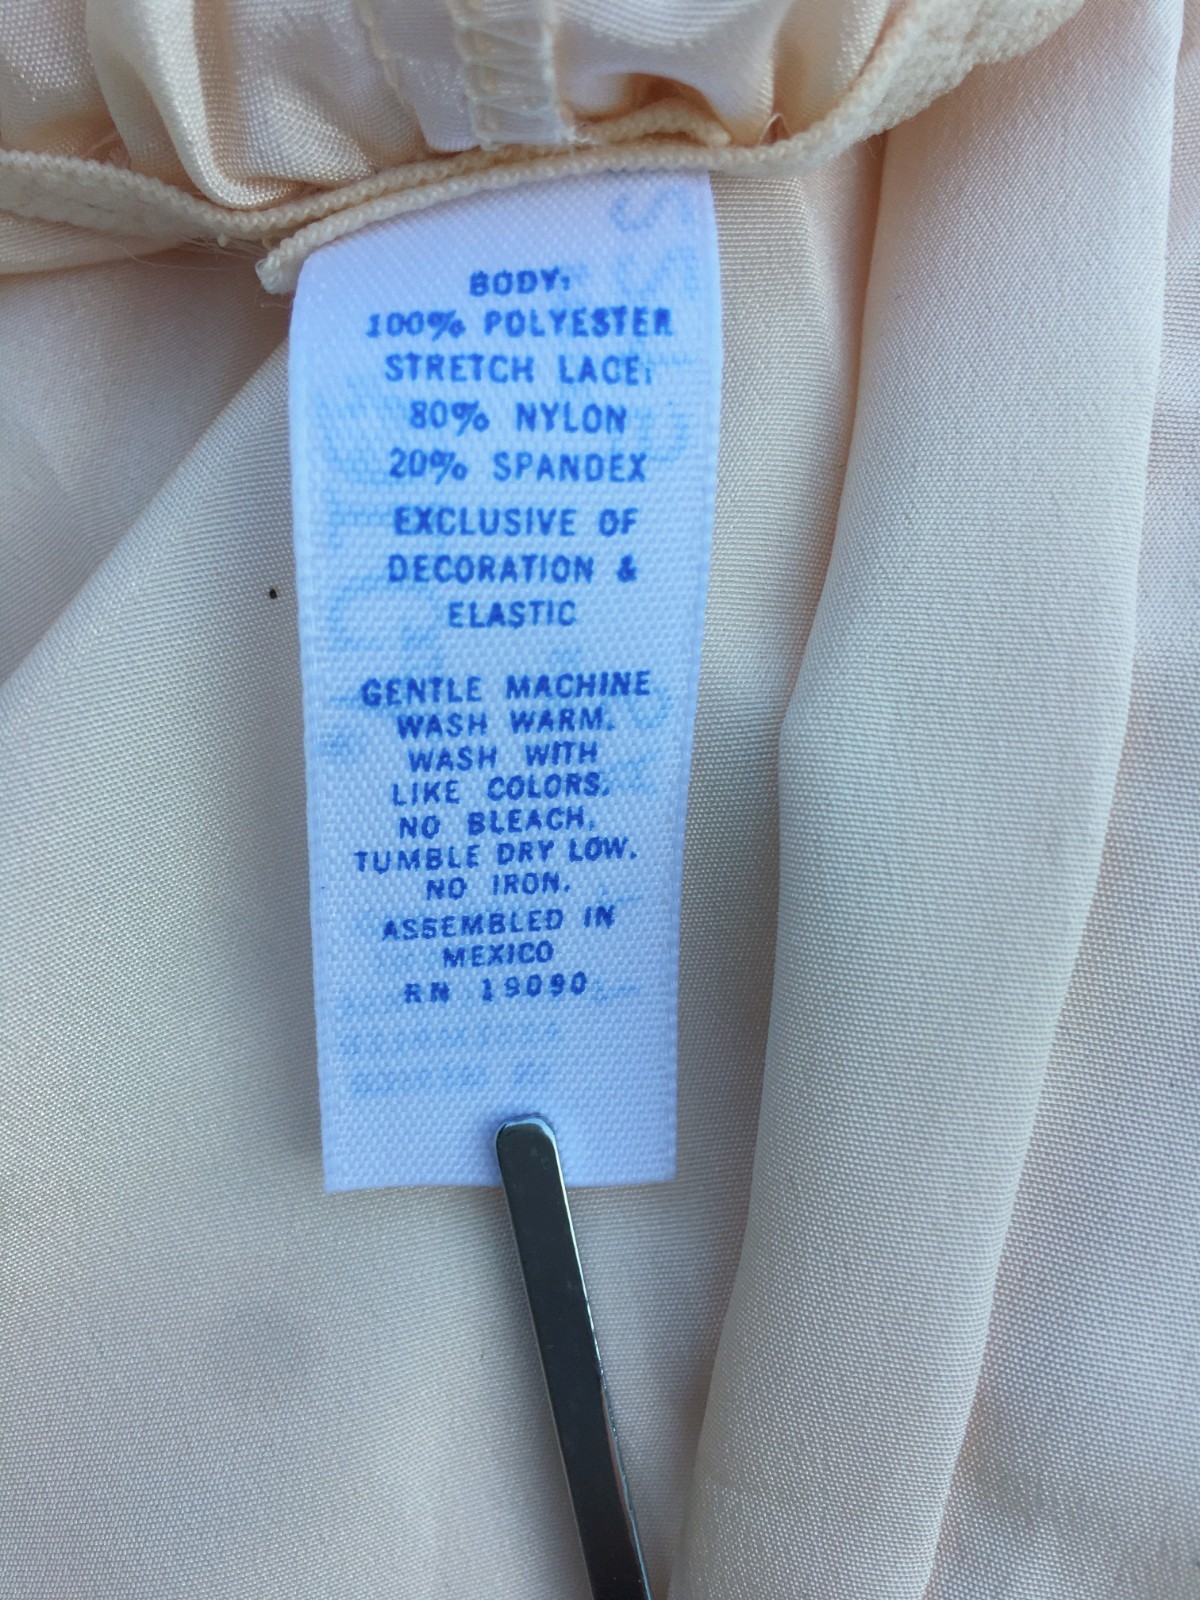 BODY:
100% POLYESTER
STRETCH LACE:
80% NYLON
20% SPANDEX
EXCLUSIVE OF
DECORATION &
ELASTIC
GENTLE MACHINE
WASH WARM.
WASH WITH
LIKE COLORS.
NO BLEACH.
TUMBLE DRY LOW.
NO IRON.
ASSEMBLED IN
MEXICO
RN 19090